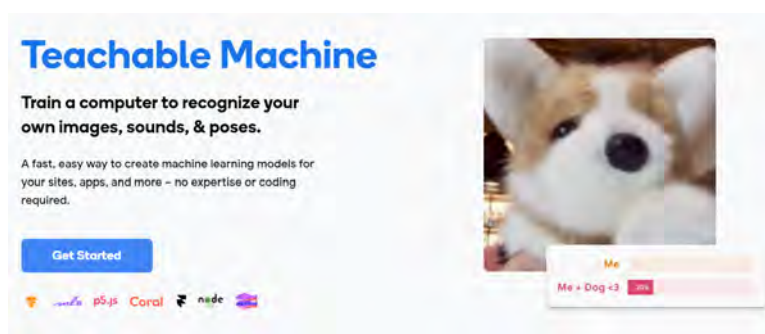 Teachable Machine
Train a computer to recognize your
own images, sounds, & poses.
A fast, easy way to create machine learning models for
your sites, apps, and more – no expertise or coding
required.
Get Started
p5.js Coral node
Me
Me + Dog <3